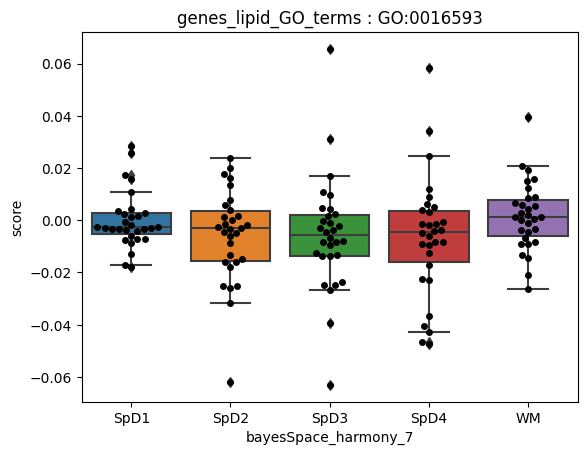 genes_lipid_GO_terms : GO:0016593
0.06
0.04
0.02
0.00
−0.02
−0.04
−0.06
score
SpD1 SpD2 SpD3 SpD4 WM
bayesSpace_harmony_7